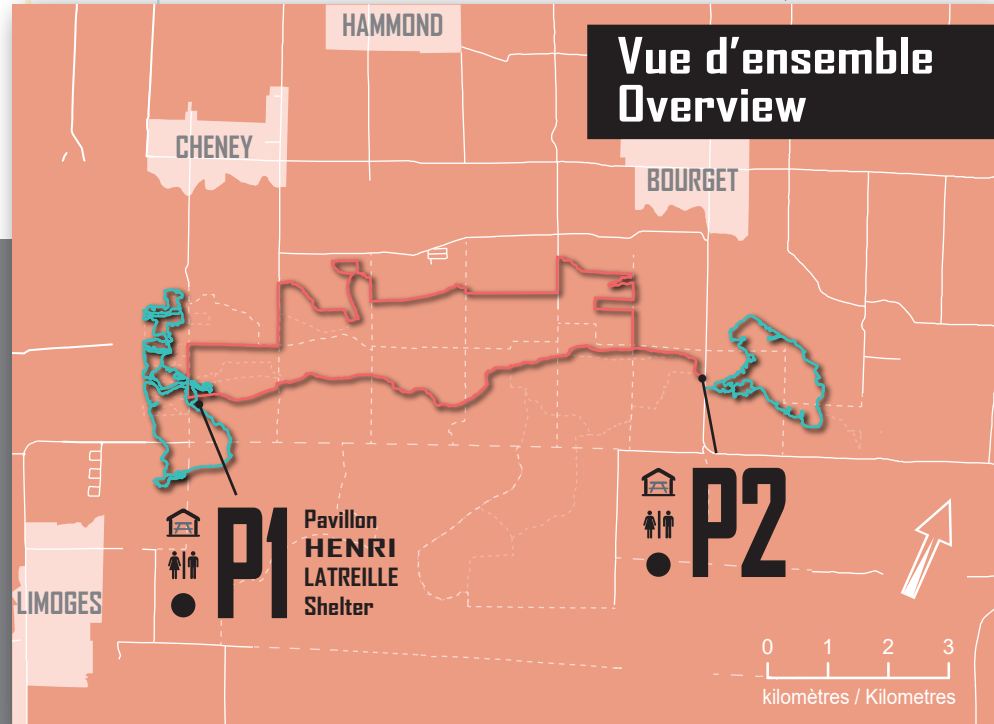 HAMMOND
Vue d'ensemble
Overview
CHENEY
BOURGET
P1
Pavillon
HENRI
LATREILLE
Shelter
P2
LIMOGES
0 1 2 3
kilomètres / Kilometres